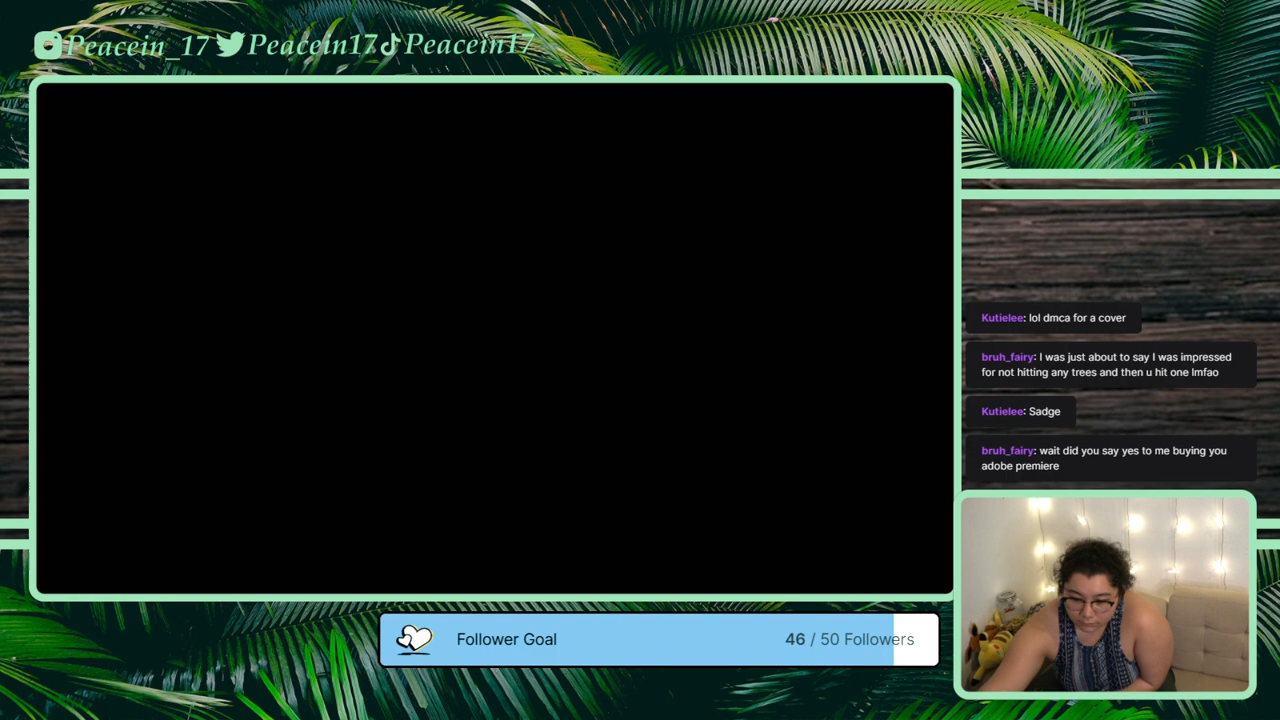 Peacein_17 Peacein17 Peacein17
Kutielee: lol dmca for a cover
bruh_fairy: I was just about to say I was impressed
for not hitting any trees and then u hit one lmfao
Kutielee: Sadge
bruh_fairy: wait did you say yes to me buying you
adobe premiere
Follower Goal 46 / 50 Followers